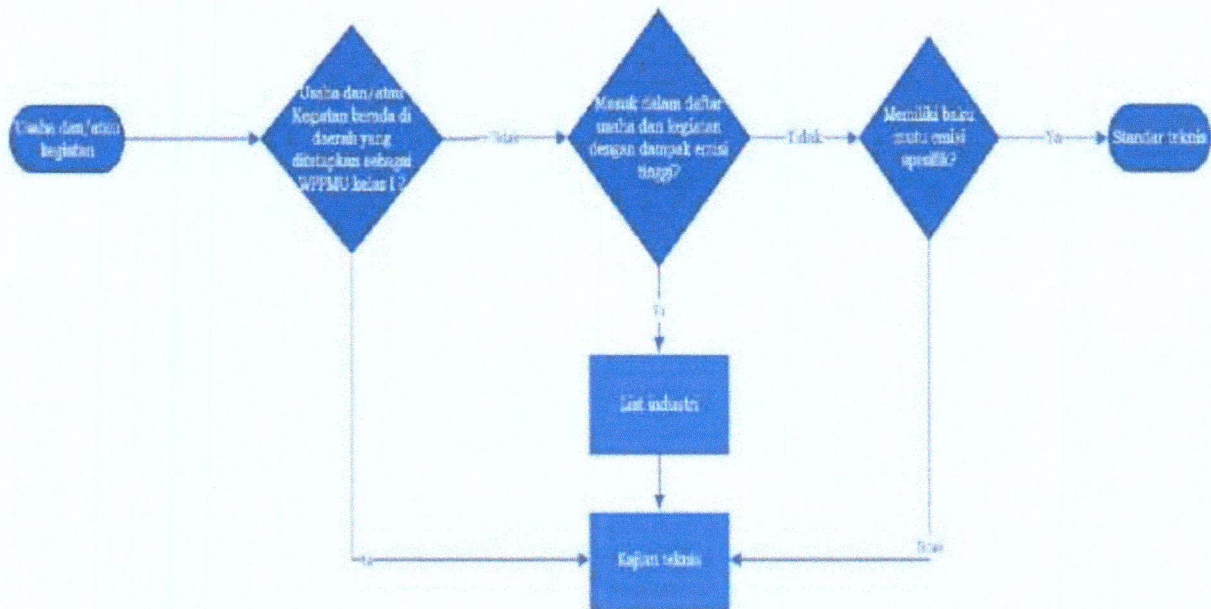 Usaha dan/atau
kegiatan
Usaha dan/atau
Kegiatan berada di
daerah yang
ditetapkan sebagai
WPPMU kelas I ?
Tidak
Masuk dalam daftar
usaha dan kegiatan
dengan dampak emisi
tinggi?
Tidak
Memiliki baku
mutu emisi
spesifik?
Ya
Standar teknis
Ya
List industri
Ya
Kajian teknis
Tidak